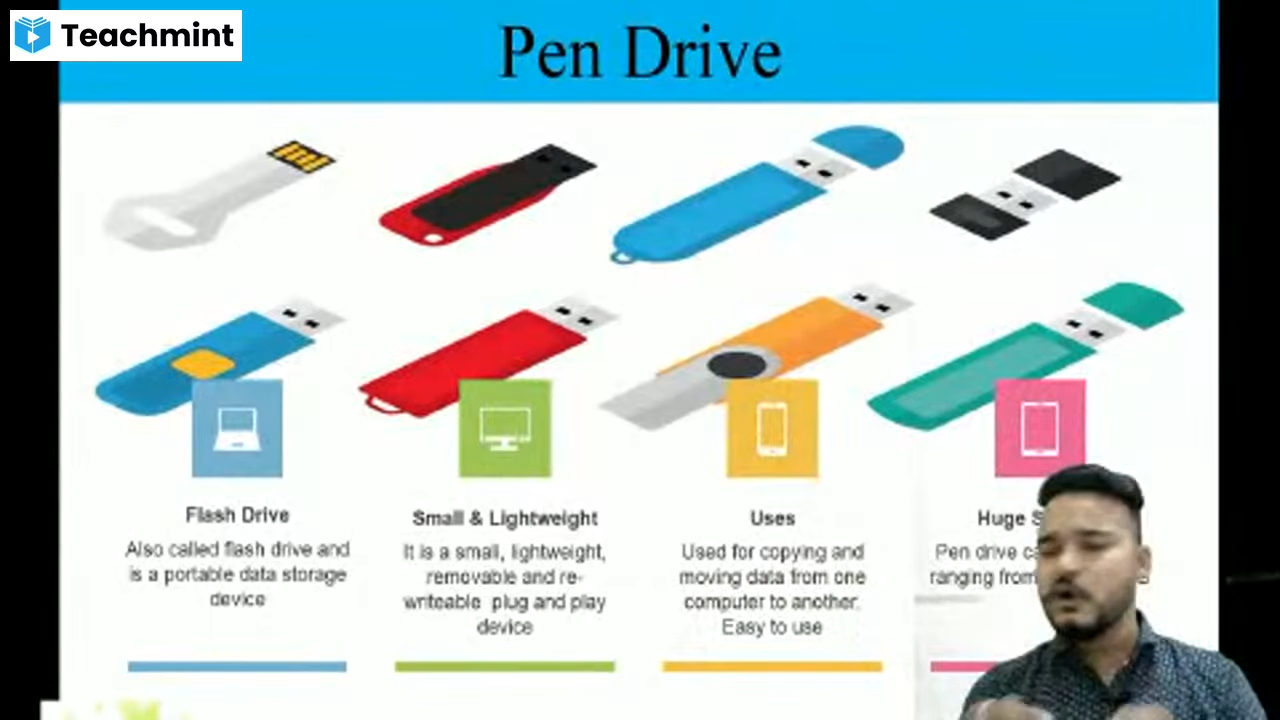 Teachmint
Pen Drive
Flash Drive
Also called flash drive and
is a portable data storage
device
Small & Lightweight
It is a small, lightweight,
removable and re-
writeable plug and play
device
Uses
Used for copying and
moving data from one
computer to another.
Easy to use
Huge
Pen drive
ranging from